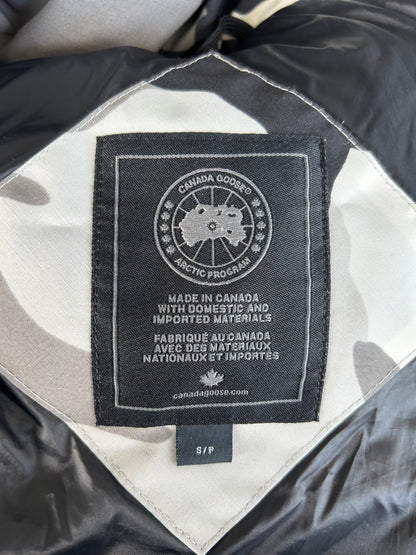 CANADA GOOSE®
ARCTIC PROGRAM
MADE IN CANADA
WITH DOMESTIC AND
IMPORTED MATERIALS
FABRIQUÉ AU CANADA
AVEC DES MATÉRIAUX
NATIONAUX ET IMPORTÉS
canadagoose.com
S/P